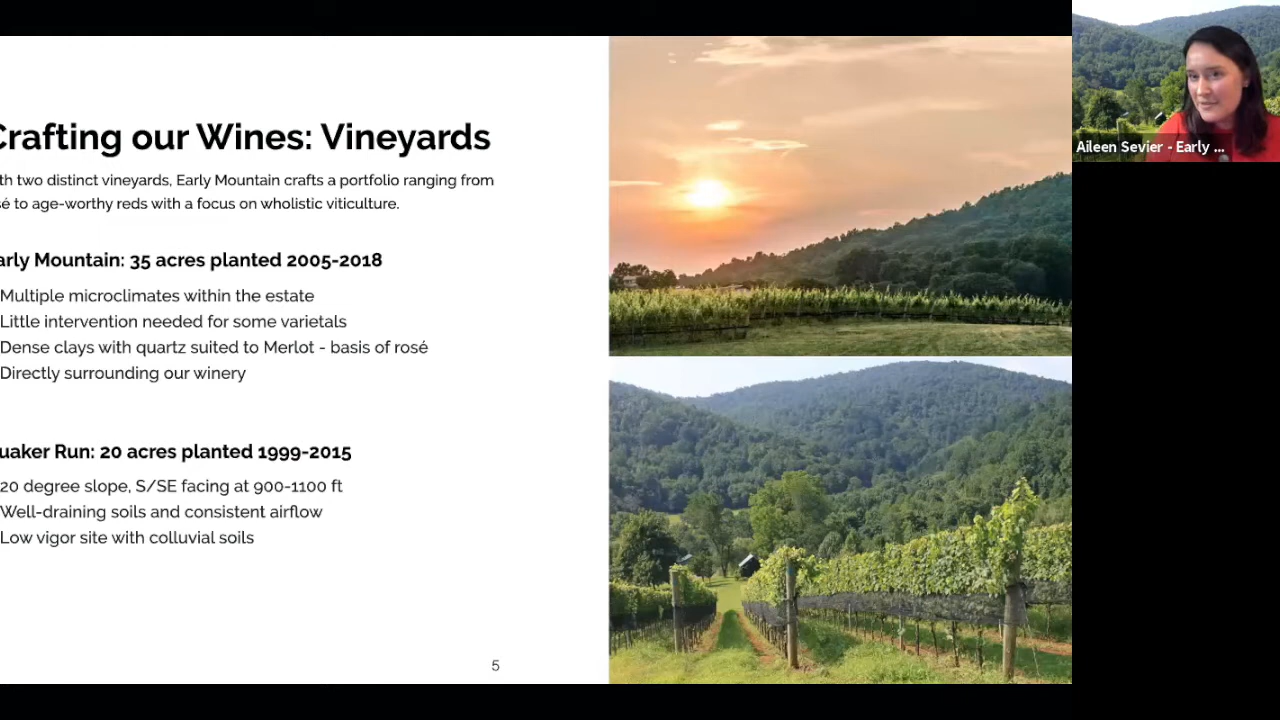 Crafting our Wines: Vineyards
th two distinct vineyards, Early Mountain crafts a portfolio ranging from
sé to age-worthy reds with a focus on wholistic viticulture.
arly Mountain: 35 acres planted 2005-2018
Multiple microclimates within the estate
Little intervention needed for some varietals
Dense clays with quartz suited to Merlot - basis of rosé
Directly surrounding our winery
uaker Run: 20 acres planted 1999-2015
20 degree slope, S/SE facing at 900-1100 ft
Well-draining soils and consistent airflow
Low vigor site with colluvial soils
5
Aileen Sevier - Early ...